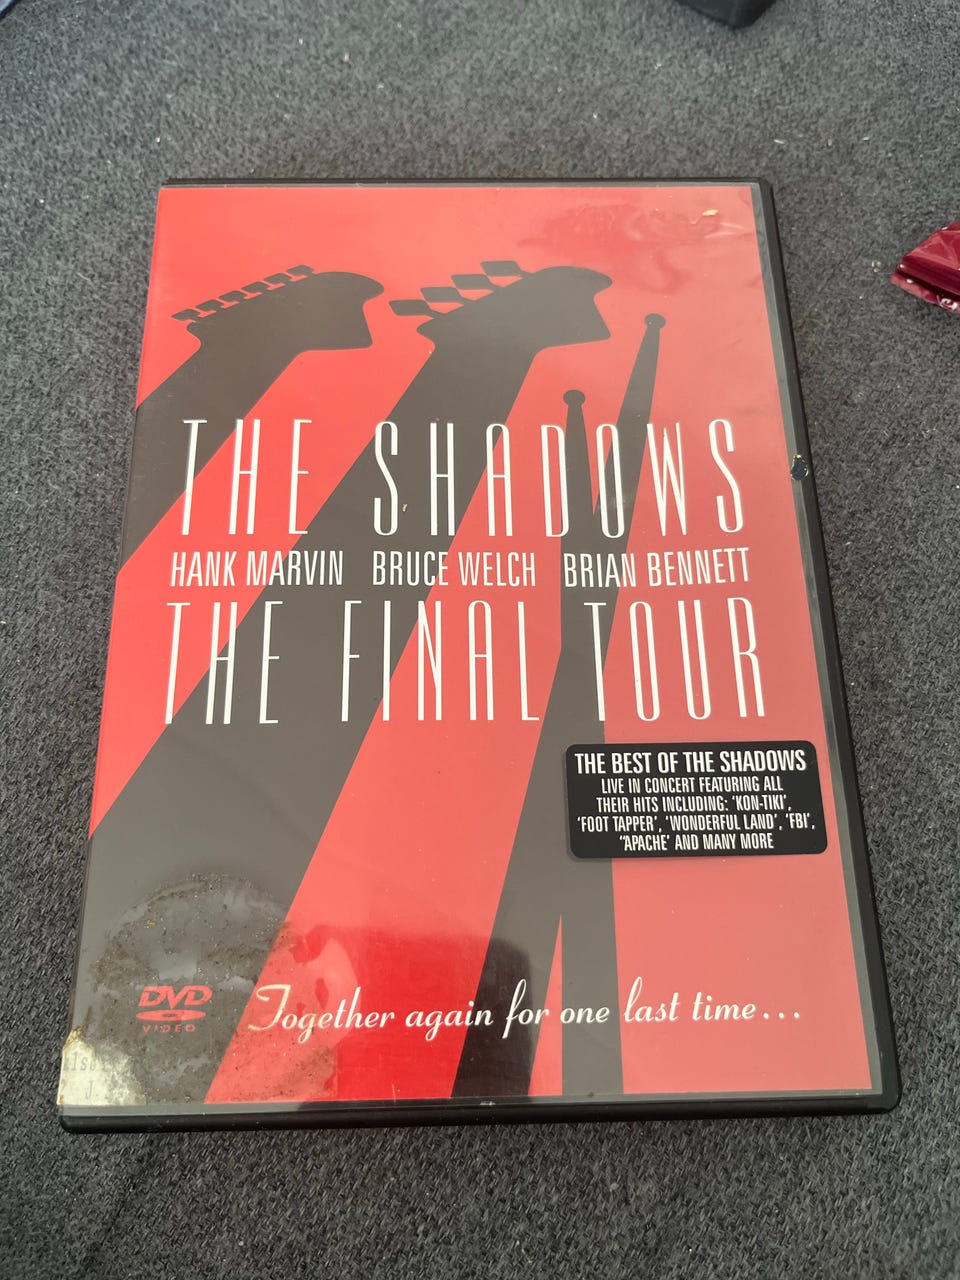 THE SHADOWS
HANK MARVIN BRUCE WELCH BRIAN BENNETT
THE FINAL TOUR
THE BEST OF THE SHADOWS
LIVE IN CONCERT FEATURING ALL
THEIR HITS INCLUDING: 'KON-TIKI',
'FOOT TAPPER', 'WONDERFUL LAND', 'FBI',
"APACHE' AND MANY MORE
DVD
VIDEO
Together again for one last time...